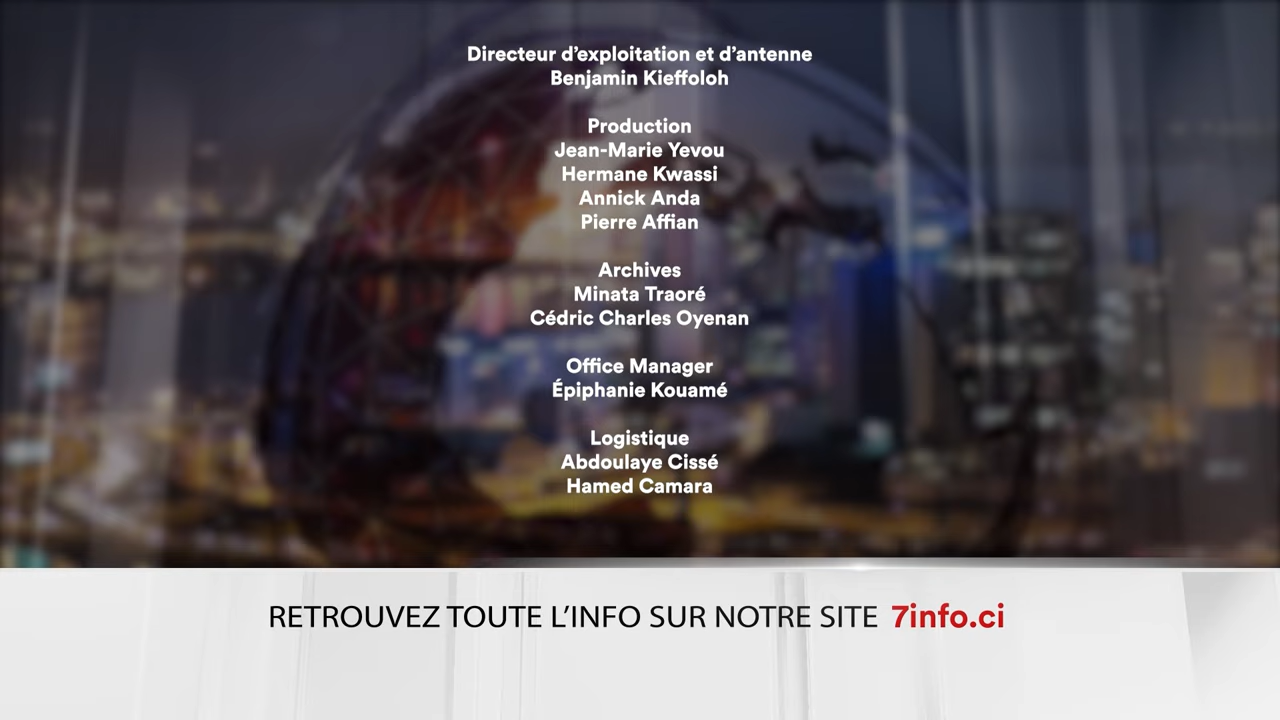 Directeur d’exploitation et d’antenne
Benjamin Kieffoloh
Production
Jean-Marie Yevou
Hermane Kwassi
Annick Anda
Pierre Affian
Archives
Minata Traoré
Cédric Charles Oyenan
Office Manager
Épiphanie Kouamé
Logistique
Abdoulaye Cissé
Hamed Camara
RETROUVEZ TOUTE L’INFO SUR NOTRE SITE 7info.ci